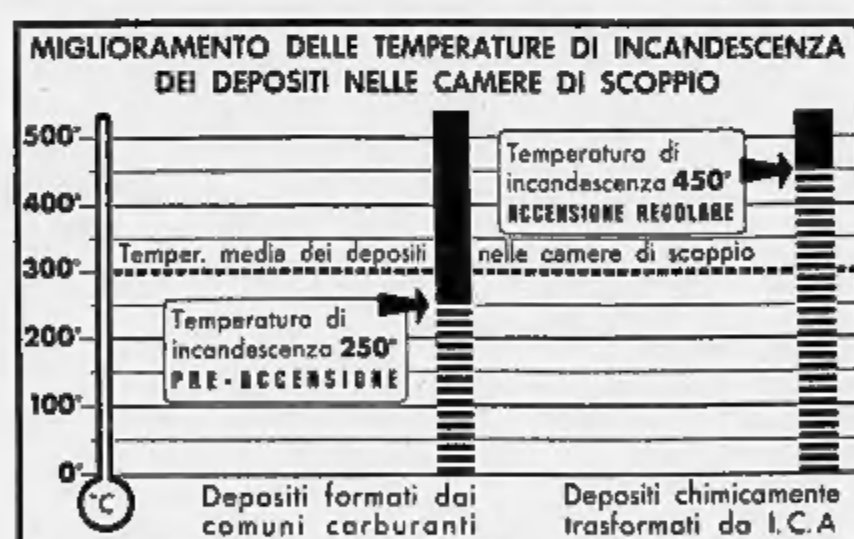 MIGLIORAMENTO DELLE TEMPERATURE DI INCANDESCENZA
DEI DEPOSITI NELLE CAMERE DI SCOPPIO
500°
400°
300°
200°
100°
0°
°C
Temperatura di
incandescenza 450°
ACCENSIONE REGOLARE
Temper. media dei depositi nelle camere di scoppio
Temperatura di
incandescenza 250°
PRE-ACCENSIONE
Depositi formati dai
comuni carburanti
Depositi chimicamente
trasformati da I.C.A